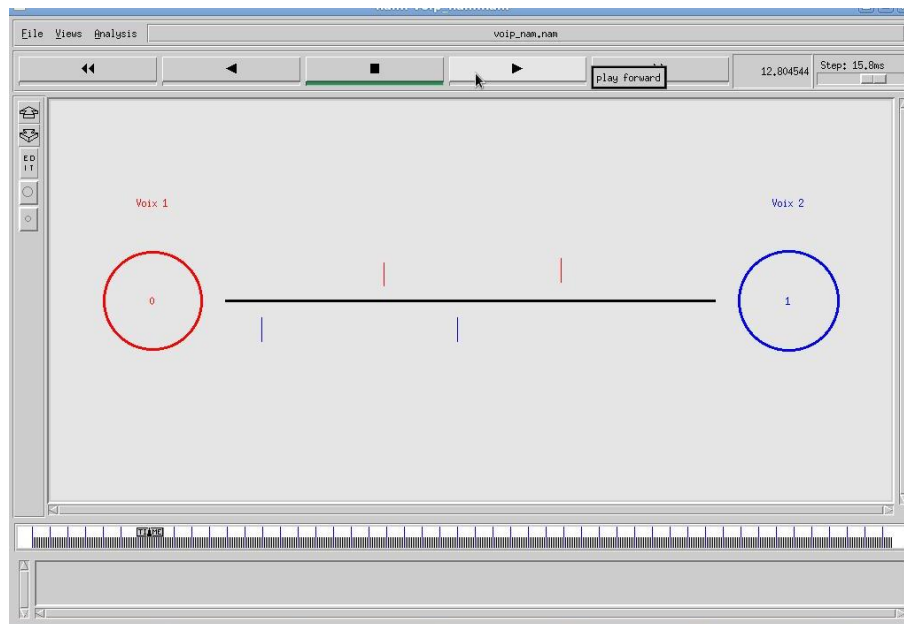 File Views Analysis voip_nam.nam
play forward
12.804544
Step: 15.8ms
ED
IT
Voix 1
Voix 2
0
1
TIME